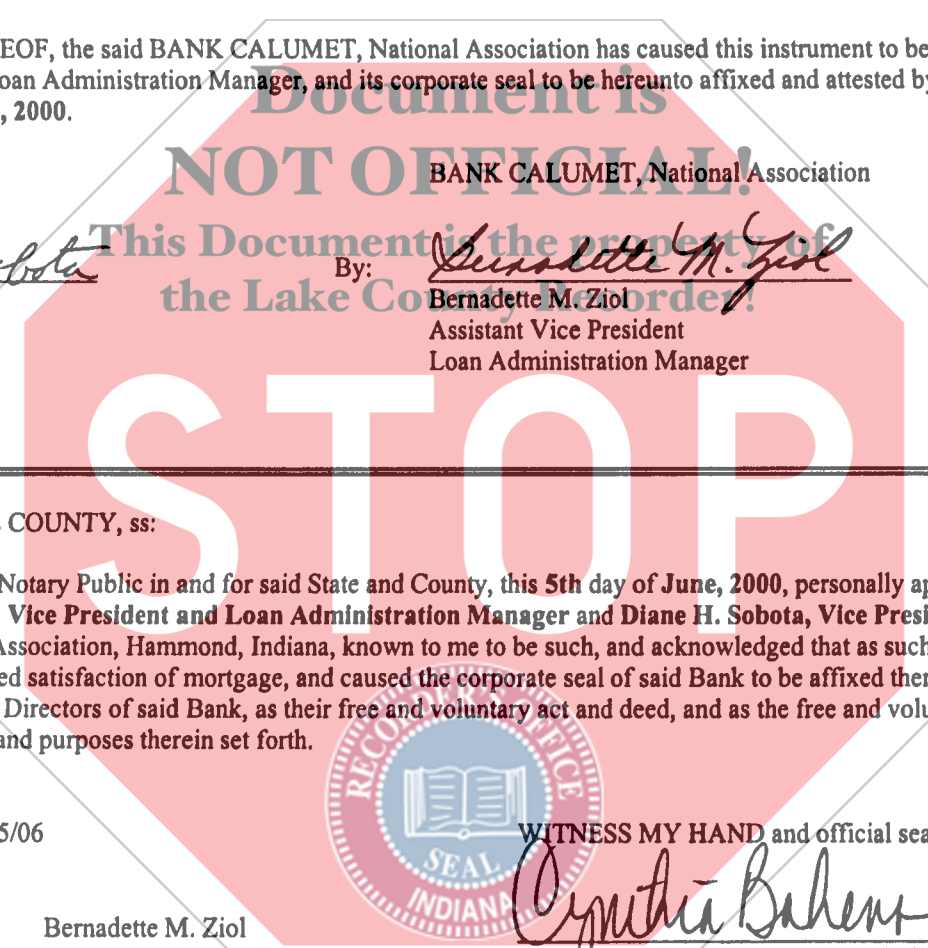 EOF, the said BANK CALUMET, National Association has caused this instrument to be
oan Administration Manager, and its corporate seal to be hereunto affixed and attested by
, 2000.
Document is
NOT OFFICIAL!
BANK CALUMET, National Association
This Document is the property of
the Lake County Recorder!
bota
By: Bernadette M. Ziol
Bernadette M. Ziol
Assistant Vice President
Loan Administration Manager
STOP
COUNTY, ss:
Notary Public in and for said State and County, this 5th day of June, 2000, personally ap
Vice President and Loan Administration Manager and Diane H. Sobota, Vice Presi
Association, Hammond, Indiana, known to me to be such, and acknowledged that as such
ed satisfaction of mortgage, and caused the corporate seal of said Bank to be affixed ther
Directors of said Bank, as their free and voluntary act and deed, and as the free and volu
and purposes therein set forth.
RECORDER'S OFFICE
SEAL
INDIANA
5/06
WITNESS MY HAND and official sea
Cynthia
Bernadette M. Ziol